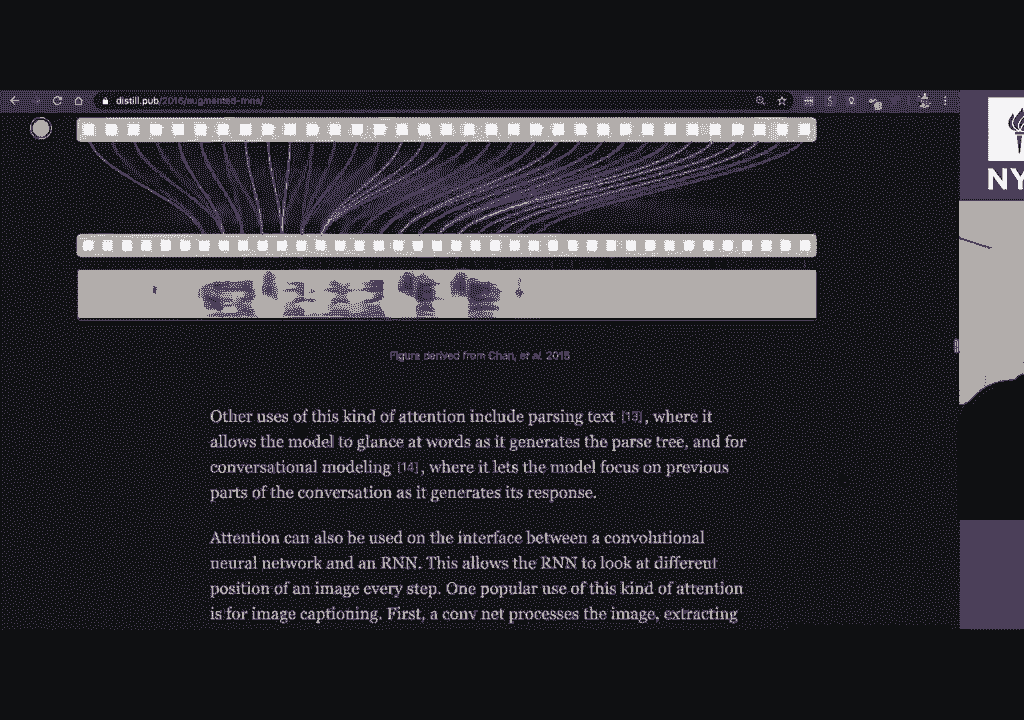 distill.pub/2016/augmented-rnns/
NY
Figure derived from Chan, et al. 2015
Other uses of this kind of attention include parsing text [13], where it
allows the model to glance at words as it generates the parse tree, and for
conversational modeling [14], where it lets the model focus on previous
parts of the conversation as it generates its response.
Attention can also be used on the interface between a convolutional
neural network and an RNN. This allows the RNN to look at different
position of an image every step. One popular use of this kind of attention
is for image captioning. First, a conv net processes the image, extracting